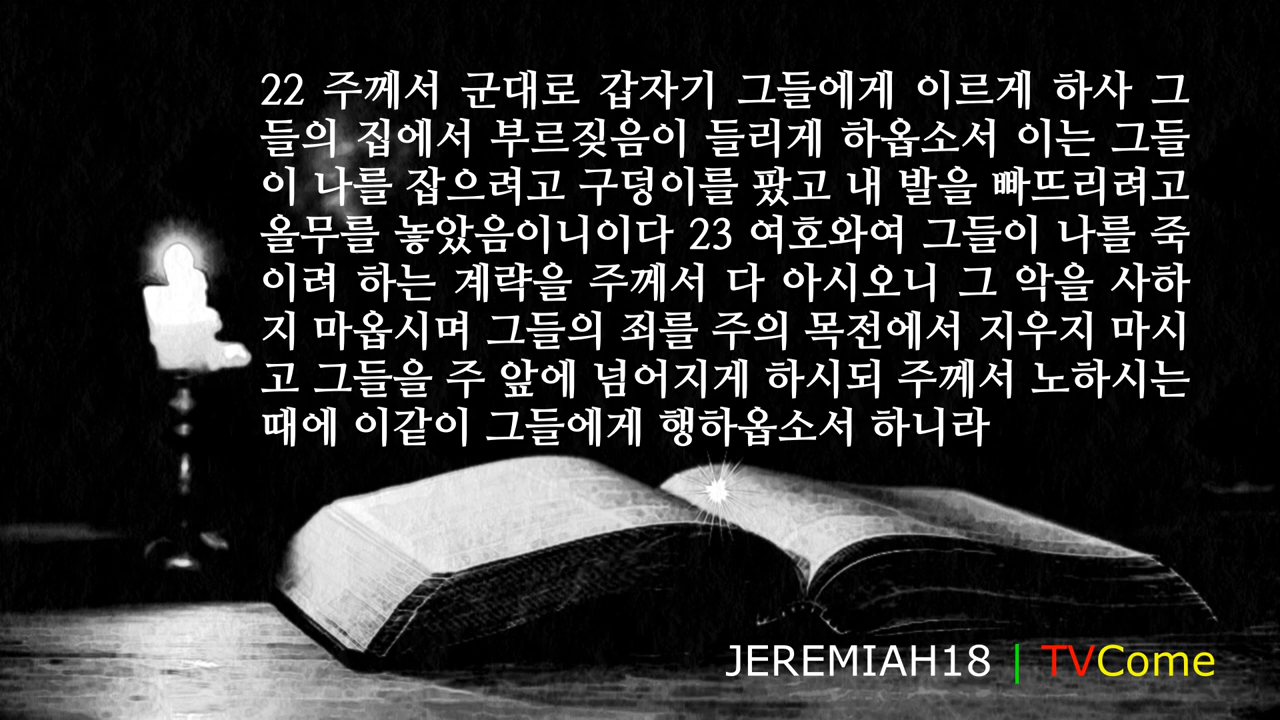 22 주께서 군대로 갑자기 그들에게 이르게 하사 그
들의 집에서 부르짖음이 들리게 하옵소서 이는 그들
이 나를 잡으려고 구덩이를 팠고 내 발을 빠뜨리려고
올무를 놓았음이니이다 23 여호와여 그들이 나를 죽
이려 하는 계략을 주께서 다 아시오니 그 악을 사하
지 마옵시며 그들의 죄를 주의 목전에서 지우지 마시
고 그들을 주 앞에 넘어지게 하시되 주께서 노하시는
때에 이같이 그들에게 행하옵소서 하니라
JEREMIAH18 | TVCome